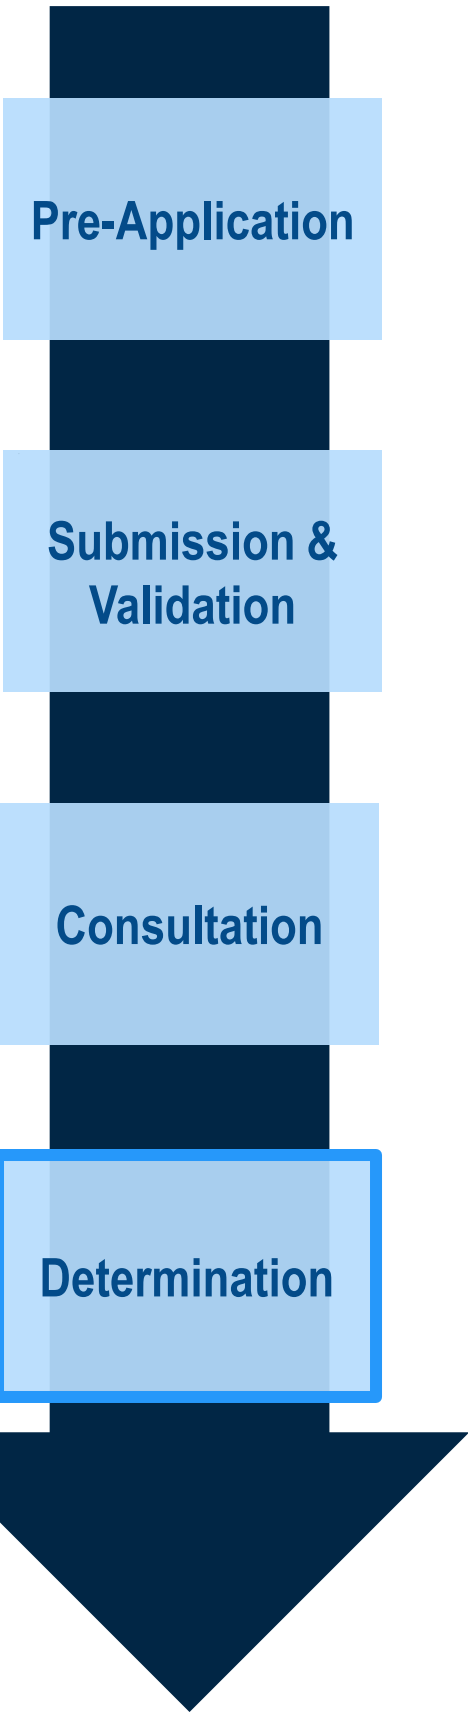 Pre-Application
Submission &
Validation
Consultation
Determination